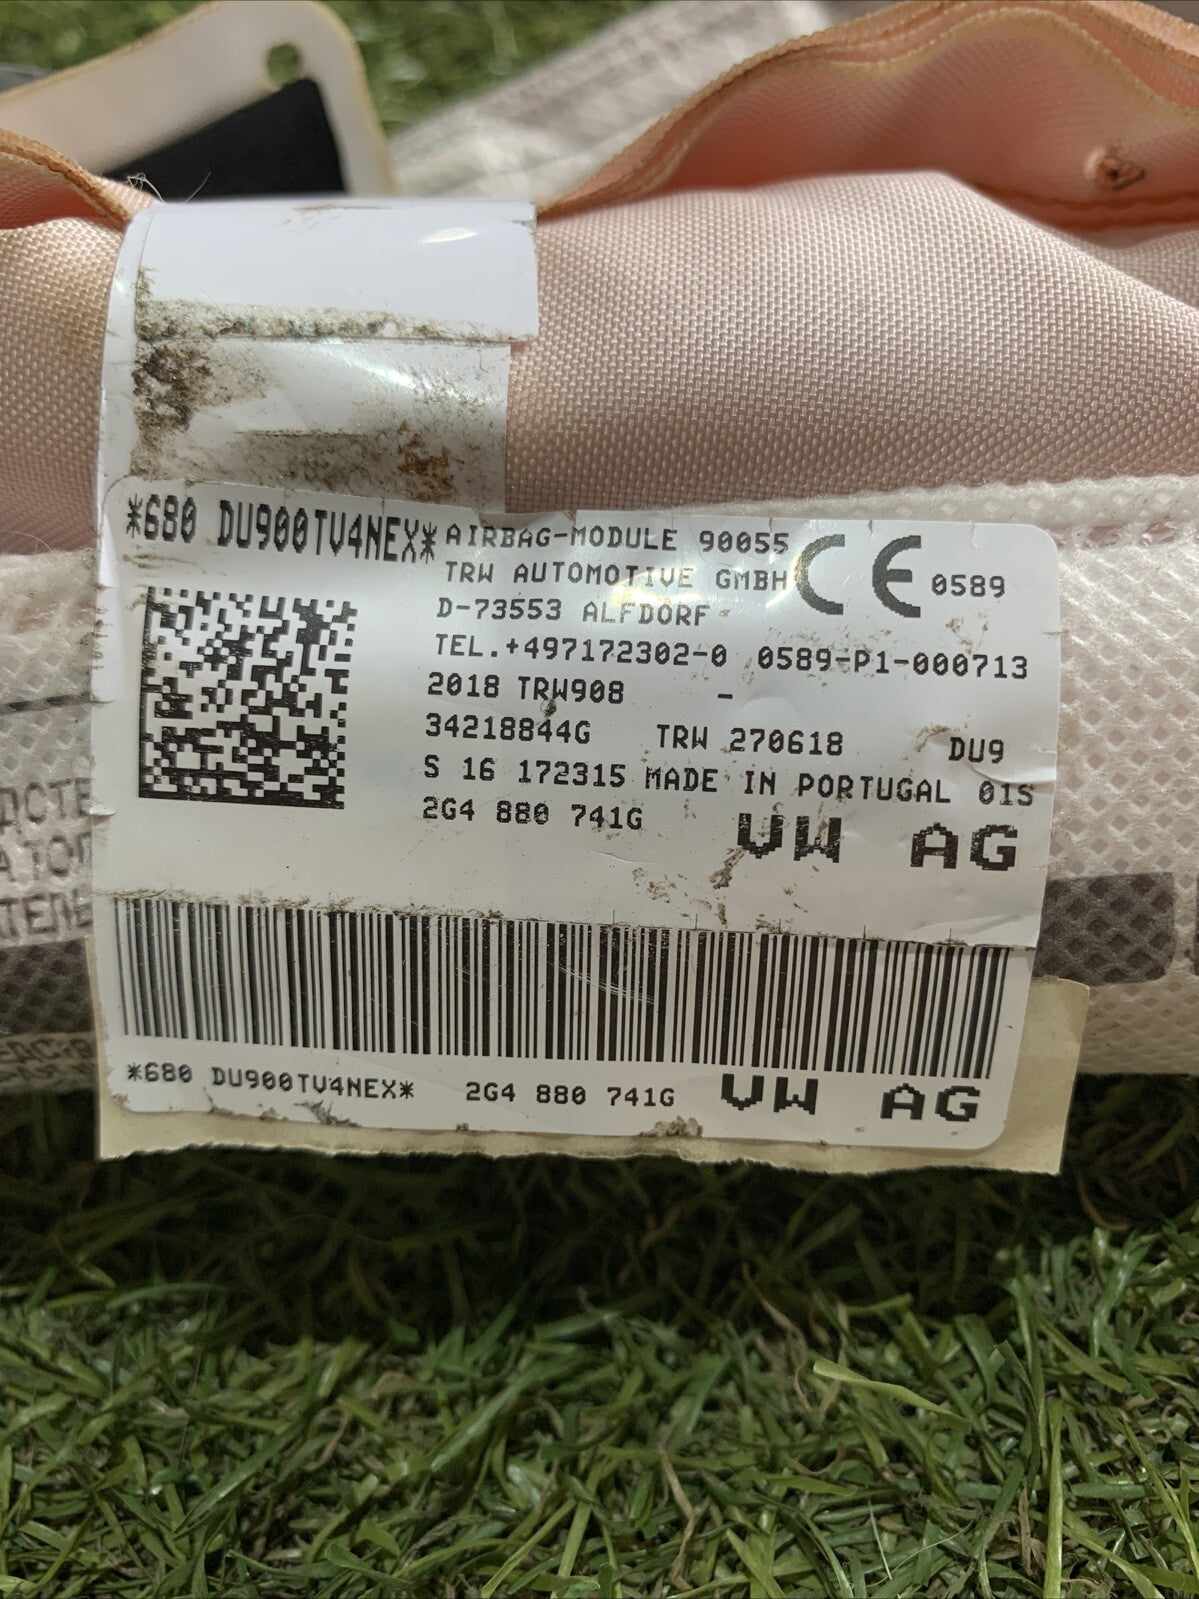 *680 DU900TV4NEX*
AIRBAG-MODULE 90055
TRW AUTOMOTIVE GMBH
CE 0589
D-73553 ALFDORF
TEL.+497172302-0 0589-P1-000713
2018 TRW908 -
34218844G TRW 270618 DU9
S 16 172315 MADE IN PORTUGAL 01S
2G4 880 741G VW AG
*680 DU900TV4NEX* 2G4 880 741G VW AG